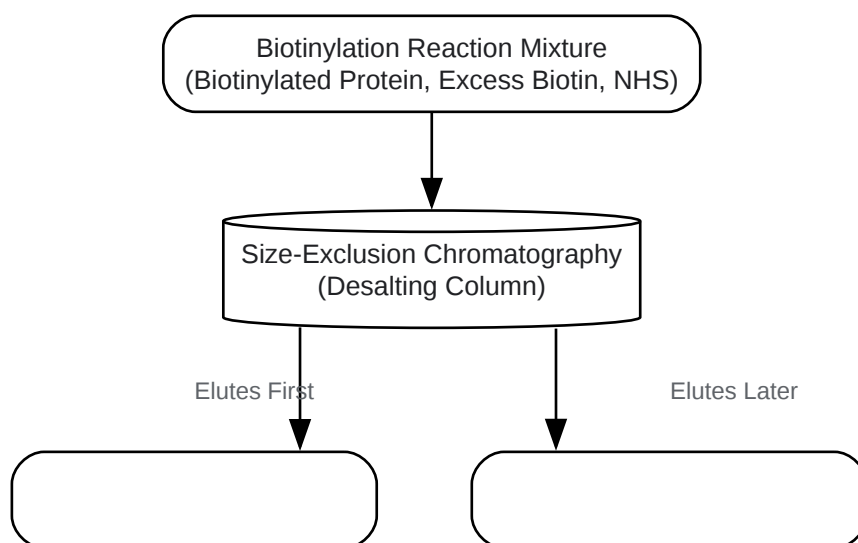 Biotinylation Reaction Mixture
(Biotinylated Protein, Excess Biotin, NHS)
Size-Exclusion Chromatography
(Desalting Column)
Elutes First
Elutes Later